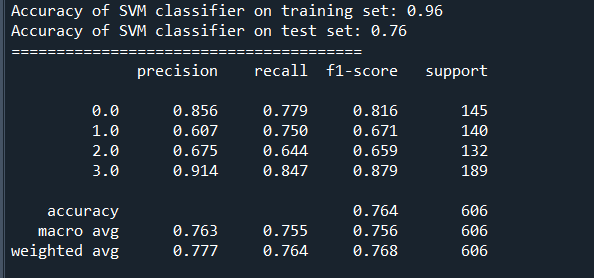 Accuracy of SVM classifier on training set: 0.96
Accuracy of SVM classifier on test set: 0.76
=======================================
precision recall f1-score support
0.0 0.856 0.779 0.816 145
1.0 0.607 0.750 0.671 140
2.0 0.675 0.644 0.659 132
3.0 0.914 0.847 0.879 189
accuracy 0.764 606
macro avg 0.763 0.755 0.756 606
weighted avg 0.777 0.764 0.768 606